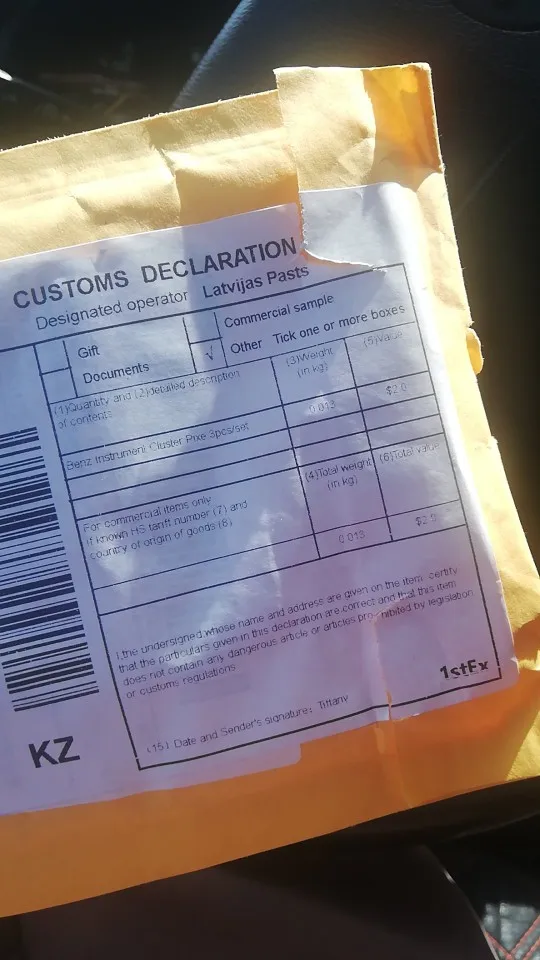 CUSTOMS DECLARATION
Designated operator Latvijas Pasts
Gift
Commercial sample
Documents
√
Other Tick one or more boxes
(1)Quantity and (2)detailed description
of contents
(3)Weight
(in kg)
(5)Value
Benz Instrument Cluster Pixe 3pcs/set
0.013
$2.9
For commercial items only
if known HS tariff number (7) and
country of origin of goods (8)
(4)Total weight
(in kg)
(6)Total value
0.013
$2.9
I,the undersigned,whose name and address are given on the item, certify
that the particulars given in this declaration are correct and that this item
does not contain any dangerous article or articles prohibited by legislation
or customs regulations
1stEx
(15) Date and Sender's signature: Tiffany
KZ